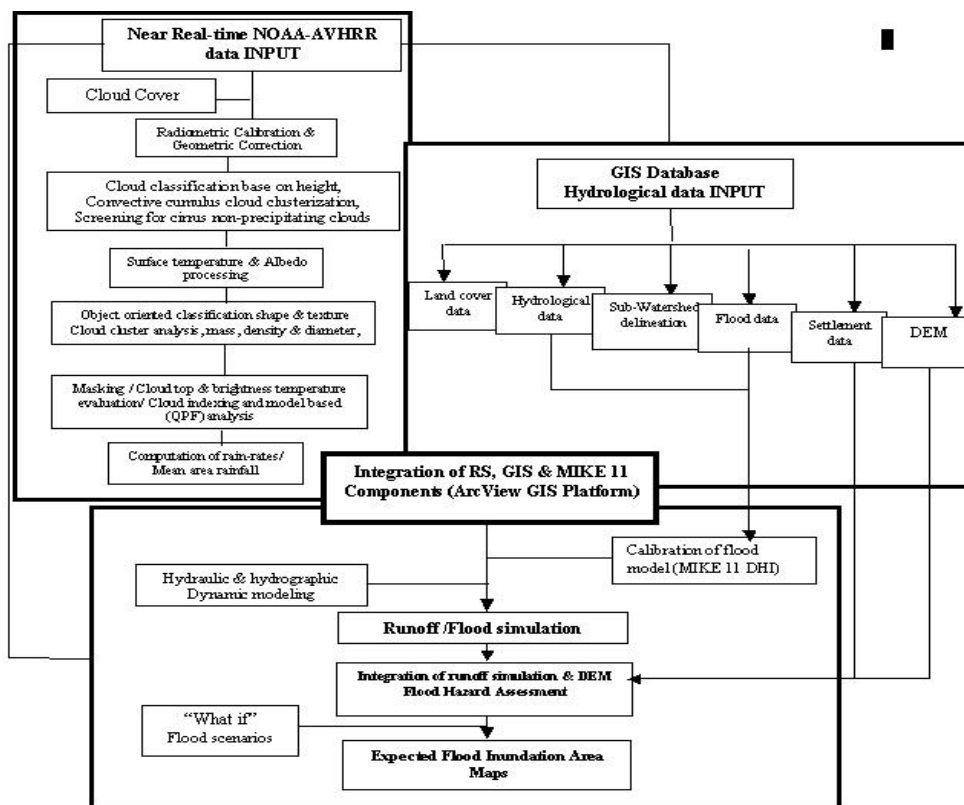 Near Real-time NOAA-AVHRR
data INPUT
Cloud Cover
Radiometric Calibration &
Geometric Correction
Cloud classification base on height,
Convective cumulus cloud clusterization,
Screening for cirrus non-precipitating clouds
Surface temperature & Albedo
processing
Object oriented classification shape & texture
Cloud cluster analysis ,mass, density & diameter,
Masking / Cloud top & brightness temperature
evaluation/ Cloud indexing and model based
(QPF) analysis
Computation of rain-rates/
Mean area rainfall
GIS Database
Hydrological data INPUT
Land cover
data
Hydrological
data
Sub-Watershed
delineation
Flood data
Settlement
data
DEM
Integration of RS, GIS & MIKE 11
Components (ArcView GIS Platform)
Calibration of flood
model (MIKE 11 DHI)
Hydraulic & hydrographic
Dynamic modeling
Runoff /Flood simulation
Integration of runoff simulation & DEM
Flood Hazard Assessment
“What if”
Flood scenarios
Expected Flood Inundation Area
Maps